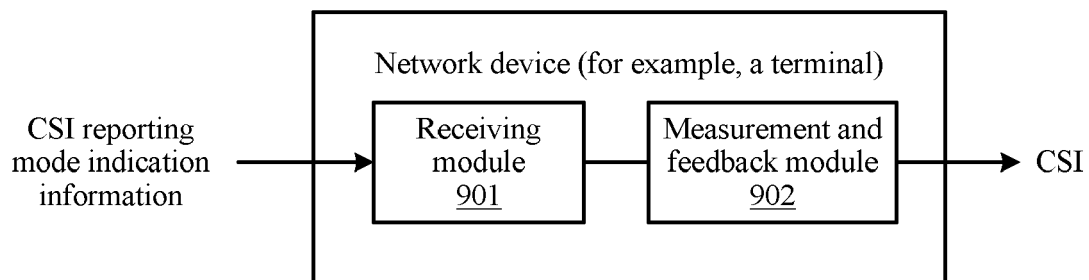 Network device (for example, a terminal)
CSI reporting
mode indication
information
Receiving
module
901
Measurement and
feedback module
902
CSI